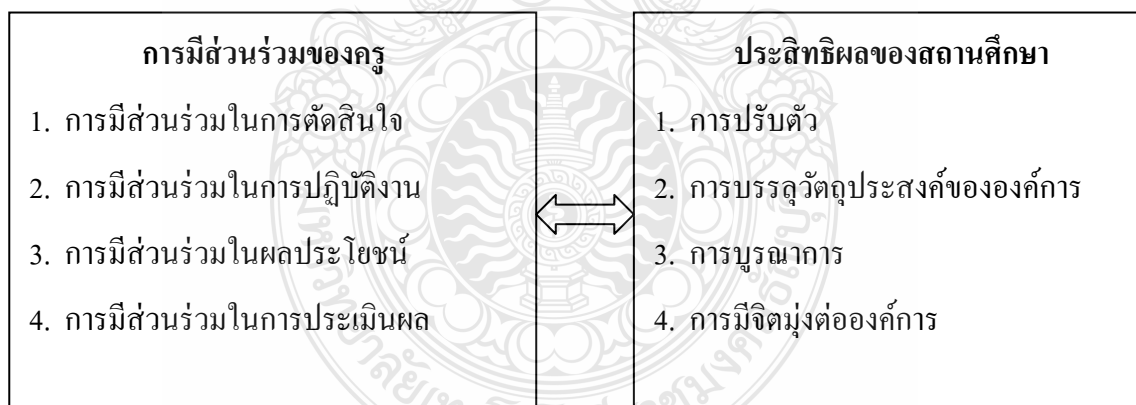 การมีส่วนร่วมของครู
1. การมีส่วนร่วมในการตัดสินใจ
2. การมีส่วนร่วมในการปฏิบัติงาน
3. การมีส่วนร่วมในผลประโยชน์
4. การมีส่วนร่วมในการประเมินผล
ประสิทธิผลของสถานศึกษา
1. การปรับตัว
2. การบรรลุวัตถุประสงค์ขององค์การ
3. การบูรณาการ
4. การมีจิตมุ่งต่อองค์การ